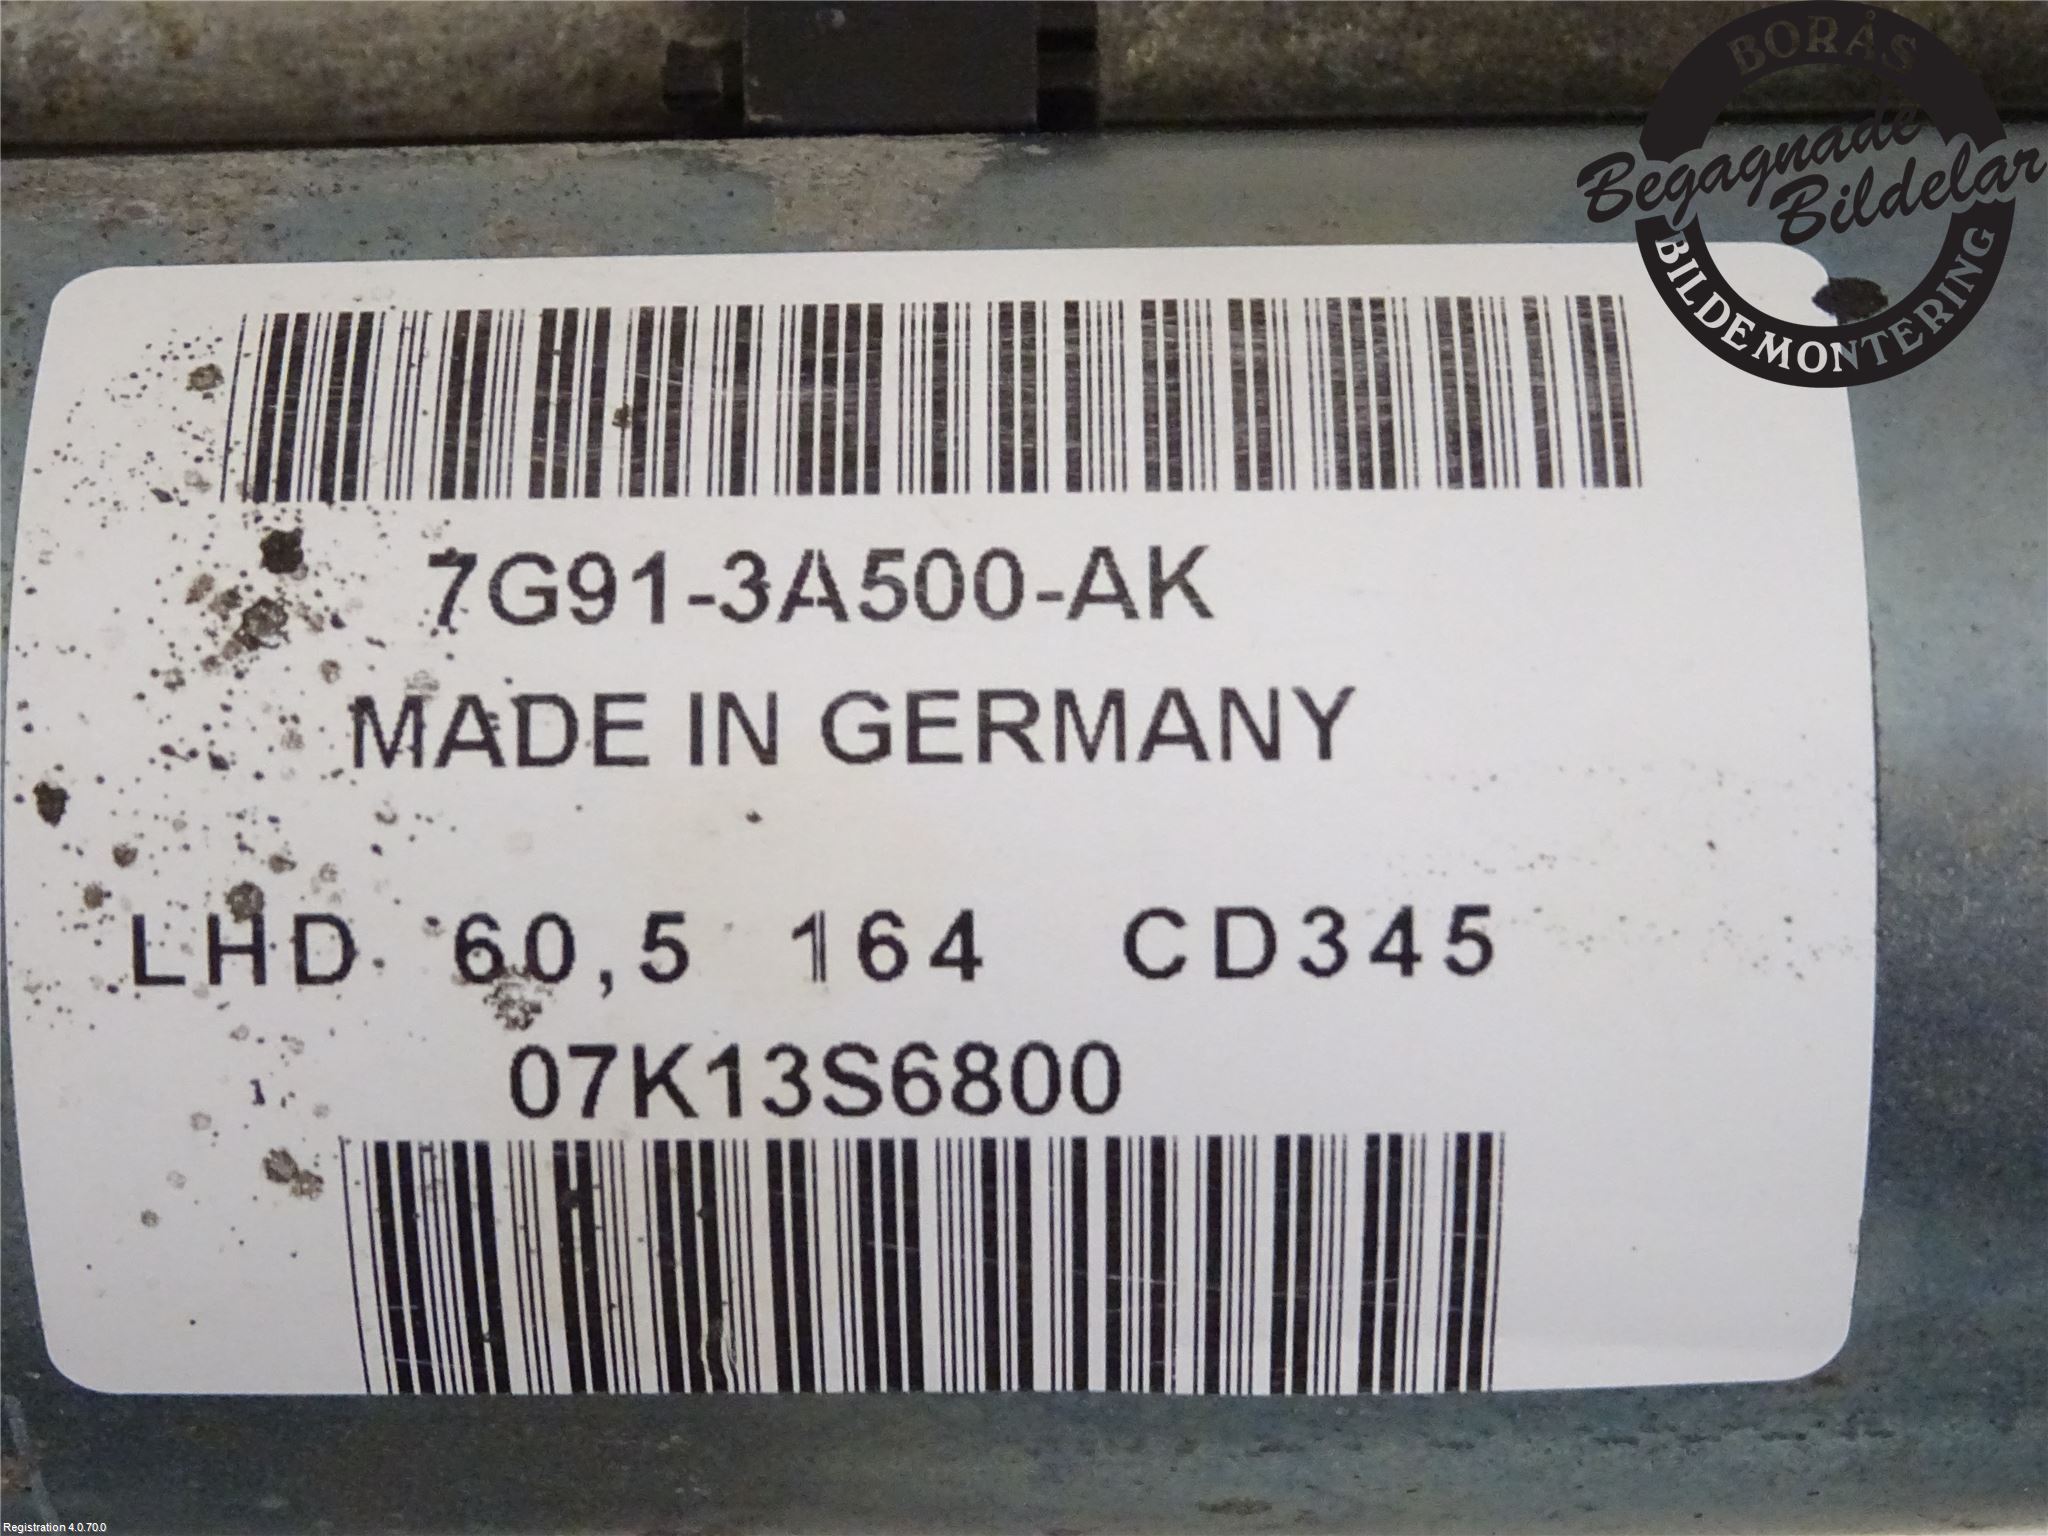 BORÅS
Begagnade
Bildelar
BILDEMONTERING
7G91-3A500-AK
MADE IN GERMANY
LHD 60,5 164 CD345
07K13S6800
Registration 4.0.70.0